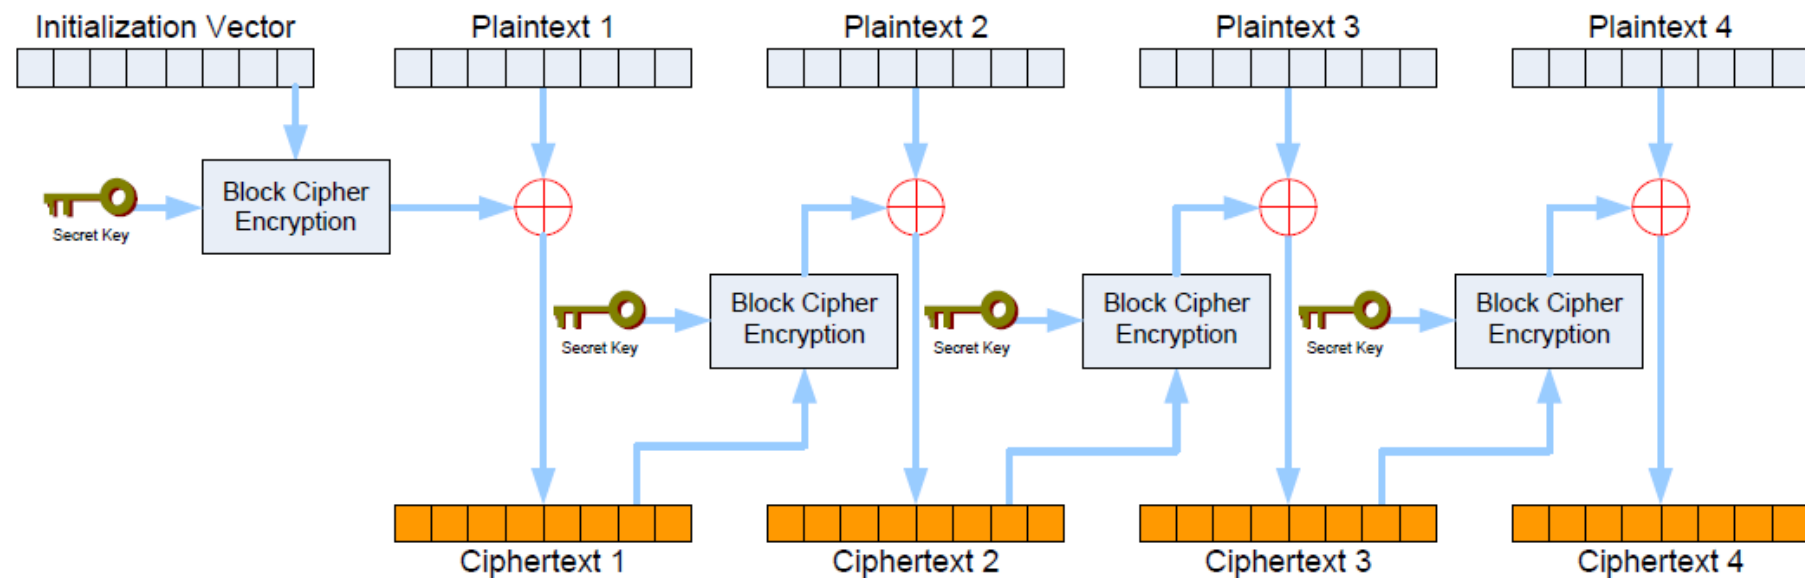 Initialization Vector
Plaintext 1
Plaintext 2
Plaintext 3
Plaintext 4
Block Cipher
Encryption
Secret Key
Block Cipher
Encryption
Secret Key
Block Cipher
Encryption
Secret Key
Block Cipher
Encryption
Secret Key
Ciphertext 1
Ciphertext 2
Ciphertext 3
Ciphertext 4